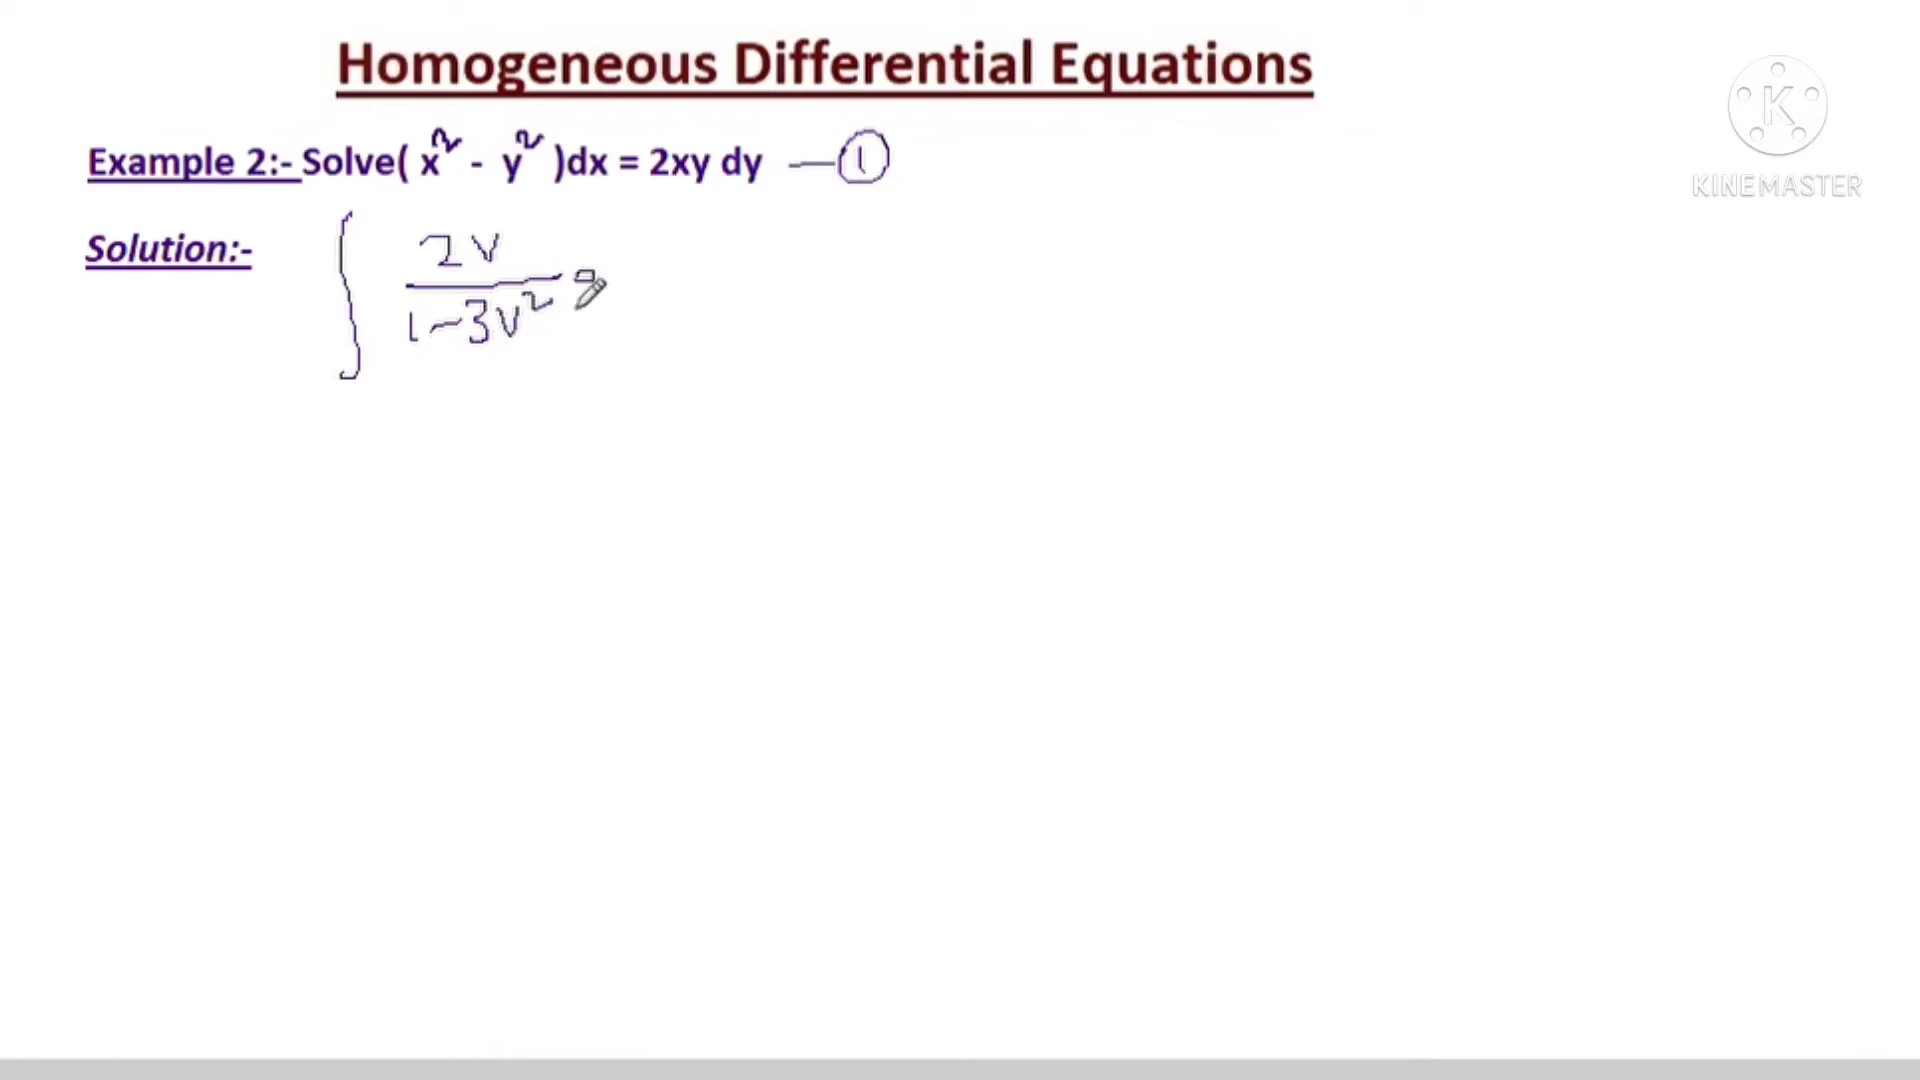 Homogeneous Differential Equations
K
KINEMASTER
Example 2:- Solve( x² - y² )dx = 2xy dy —①
Solution:- ∫ 2v
1-3v²